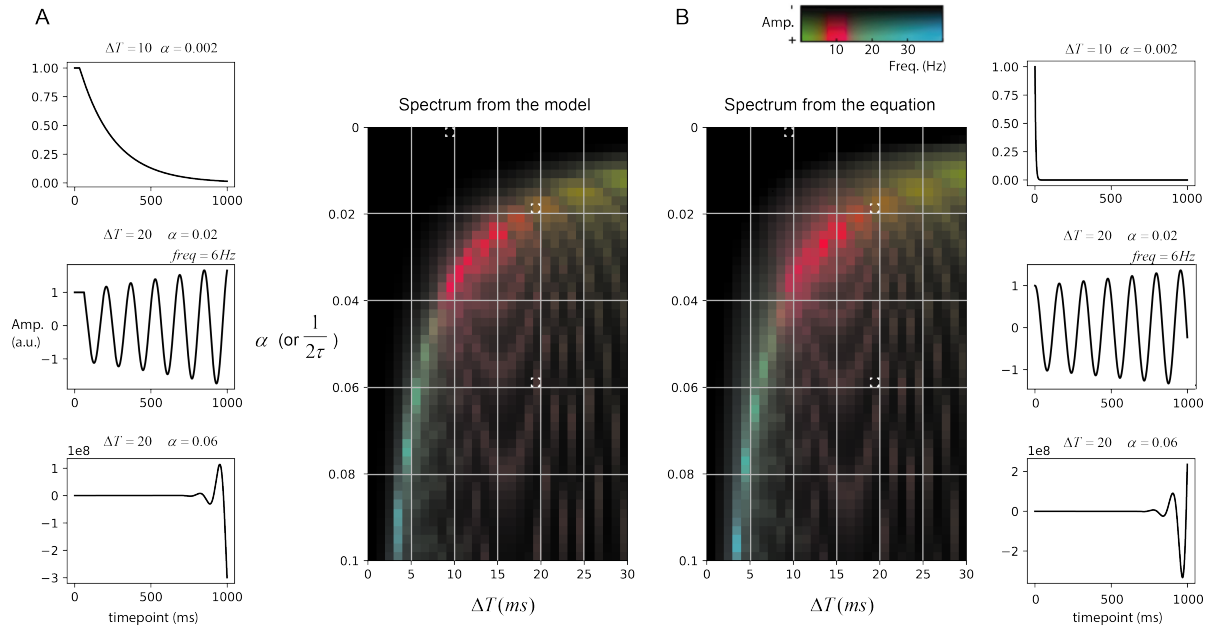 A
B
Amp.
-
+
10 20 30
Freq. (Hz)
ΔT = 10 α = 0.002
1.00
0.75
0.50
0.25
0.00
0 500 1000
ΔT = 20 α = 0.02
freq = 6Hz
Amp.
(a.u.)
1
0
−1
0 500 1000
ΔT = 20 α = 0.06
1e8
1
0
−1
−2
−3
0 500 1000
timepoint (ms)
Spectrum from the model
α (or 1/2τ)
0
0.02
0.04
0.06
0.08
0.1
0 5 10 15 20 25 30
ΔT(ms)
Spectrum from the equation
0
0.02
0.04
0.06
0.08
0.1
0 5 10 15 20 25 30
ΔT(ms)
ΔT = 10 α = 0.002
1.00
0.75
0.50
0.25
0.00
0 500 1000
ΔT = 20 α = 0.02
freq = 6Hz
1
0
−1
0 500 1000
ΔT = 20 α = 0.06
1e8
2
0
−2
0 500 1000
timepoint (ms)